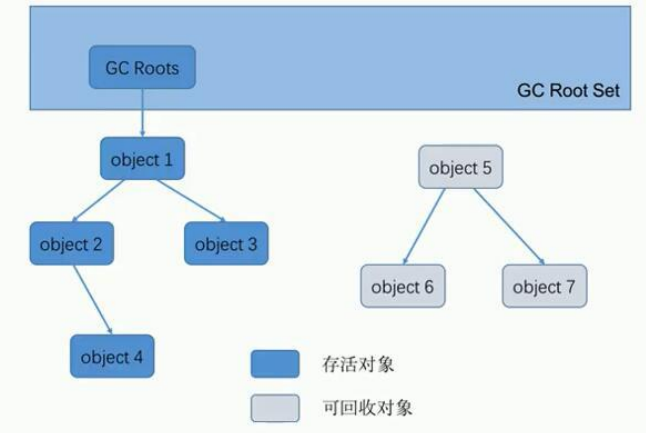 GC Roots
GC Root Set
object 1
object 5
object 2
object 3
object 6
object 7
object 4
存活对象
可回收对象